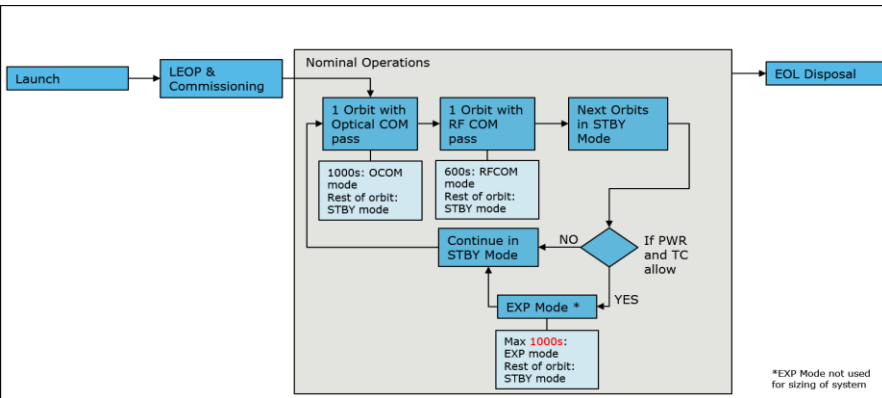 Launch
LEOP &
Commissioning
Nominal Operations
EOL Disposal
1 Orbit with
Optical COM
pass
1 Orbit with
RF COM
pass
Next Orbits
in STBY
Mode
1000s: OCOM
mode
Rest of orbit:
STBY mode
600s: RFCOM
mode
Rest of orbit:
STBY mode
Continue in
STBY Mode
NO
If PWR
and TC
allow
YES
EXP Mode *
Max 1000s:
EXP mode
Rest of orbit:
STBY mode
*EXP Mode not used
for sizing of system